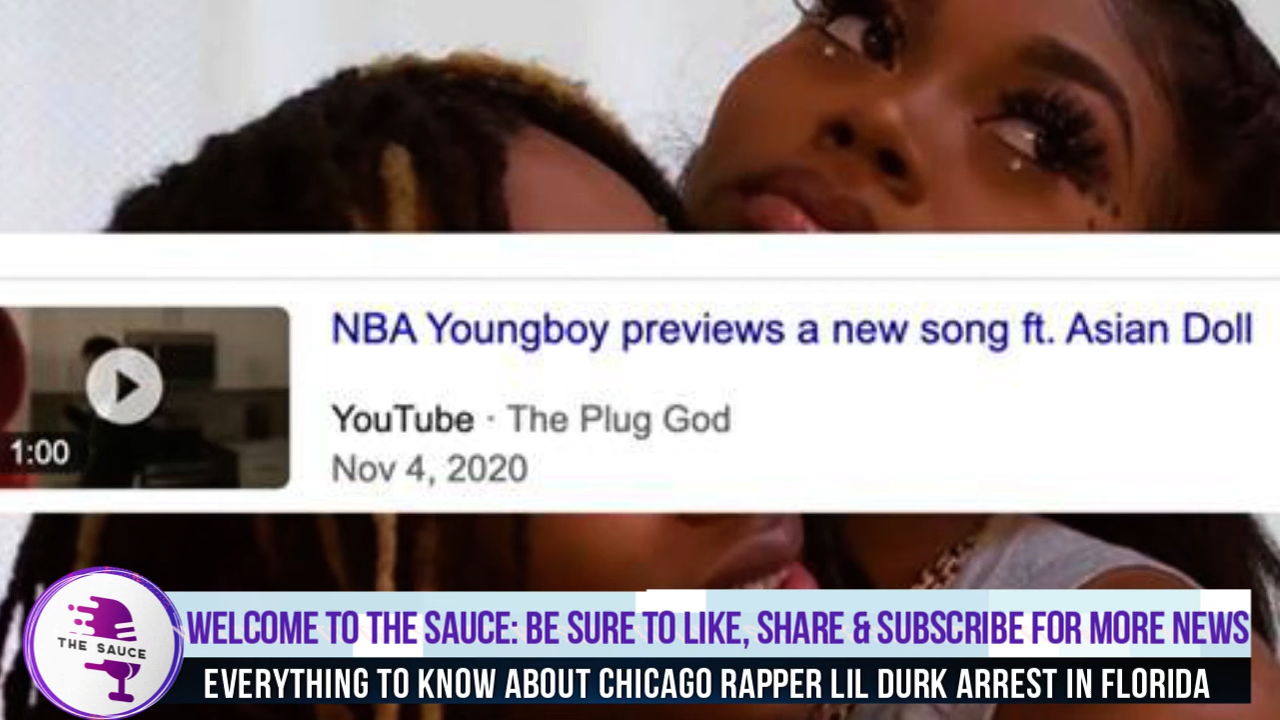 NBA Youngboy previews a new song ft. Asian Doll
YouTube · The Plug God
Nov 4, 2020
1:00
THE SAUCE
WELCOME TO THE SAUCE: BE SURE TO LIKE, SHARE & SUBSCRIBE FOR MORE NEWS
EVERYTHING TO KNOW ABOUT CHICAGO RAPPER LIL DURK ARREST IN FLORIDA